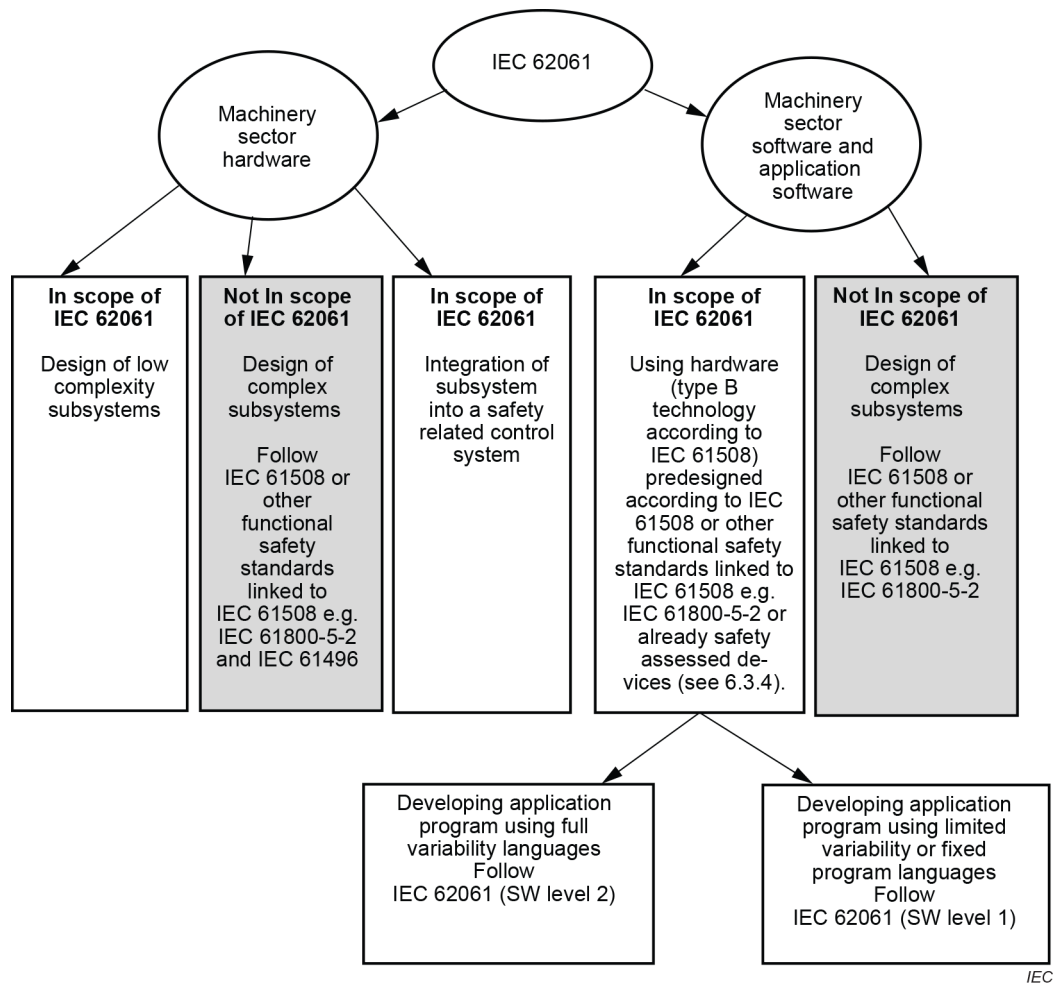 IEC 62061
Machinery
sector
hardware
Machinery
sector
software and
application
software
In scope of
IEC 62061
Design of low
complexity
subsystems
Not In scope
of IEC 62061
Design of
complex
subsystems
Follow
IEC 61508 or
other
functional
safety
standards
linked to
IEC 61508 e.g.
IEC 61800-5-2
and IEC 61496
In scope of
IEC 62061
Integration of
subsystem
into a safety
related control
system
In scope of
IEC 62061
Using hardware
(type B
technology
according to
IEC 61508)
predesigned
according to IEC
61508 or other
functional safety
standards linked to
IEC 61508 e.g.
IEC 61800-5-2 or
already safety
assessed de-
vices (see 6.3.4).
Not In scope of
IEC 62061
Design of
complex
subsystems
Follow
IEC 61508 or
other functional
safety standards
linked to
IEC 61508 e.g.
IEC 61800-5-2
Developing application
program using full
variability languages
Follow
IEC 62061 (SW level 2)
Developing application
program using limited
variability or fixed
program languages
Follow
IEC 62061 (SW level 1)
IEC